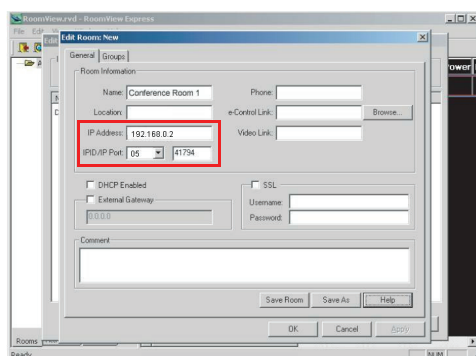 RoomView.rvd - RoomView Express
File Edit
Edit Room: New
General Groups
Room Information
Name: Conference Room 1 Phone:
Location: e-Control Link: Browse...
IP Address: 192.168.0.2 Video Link:
IPID/IP Port: 05 41794
DHCP Enabled SSL
External Gateway Username:
0.0.0.0 Password:
Comment
Save Room Save As Help
OK Cancel Apply
Rooms
Ready NUM